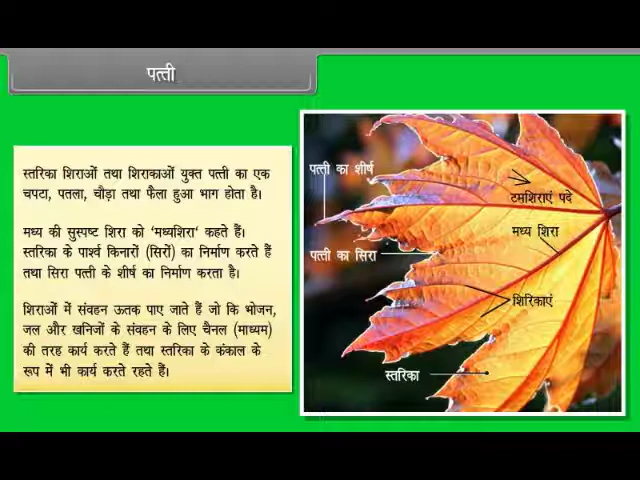 पत्ती
स्तरिका शिराओं तथा शिराकाओं युक्त पत्ती का एक
चपटा, पतला, चौड़ा तथा फैला हुआ भाग होता है।
मध्य की सुस्पष्ट शिरा को 'मध्यशिरा' कहते हैं।
स्तरिका के पार्श्व किनारों (सिरों) का निर्माण करते हैं
तथा सिरा पत्ती के शीर्ष का निर्माण करता है।
शिराओं में संवहन ऊतक पाए जाते हैं जो कि भोजन,
जल और खनिजों के संवहन के लिए चैनल (माध्यम)
की तरह कार्य करते हैं तथा स्तरिका के कंकाल के
रूप में भी कार्य करते रहते हैं।
पत्ती का शीर्ष
टमशिराएं पदे
मध्य शिरा
पत्ती का सिरा
शिरिकाएं
स्तरिका